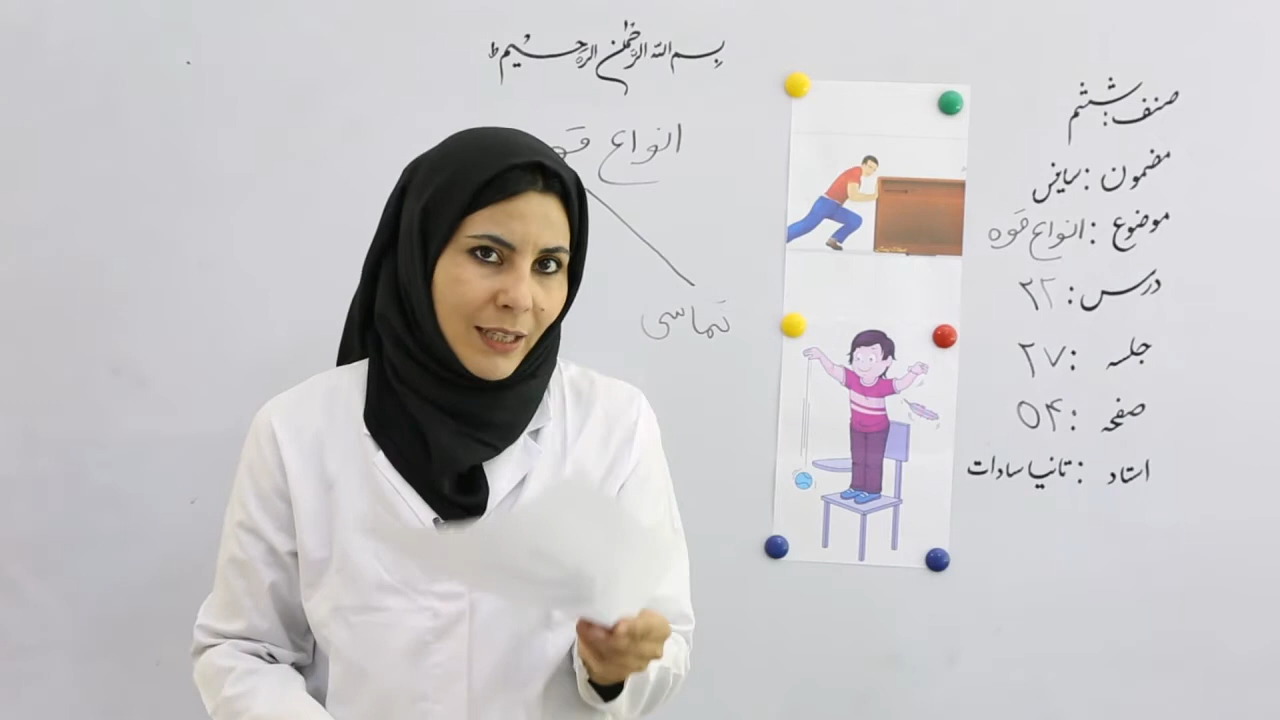 بسم الله الرحمن الرحیم
انواع قوه
تماسی
صنف: ششم
مضمون: ساینس
موضوع: انواع قوه
درس: ۲۲
جلسه: ۲۷
صفحه: ۵۴
استاد: تانیا سادات